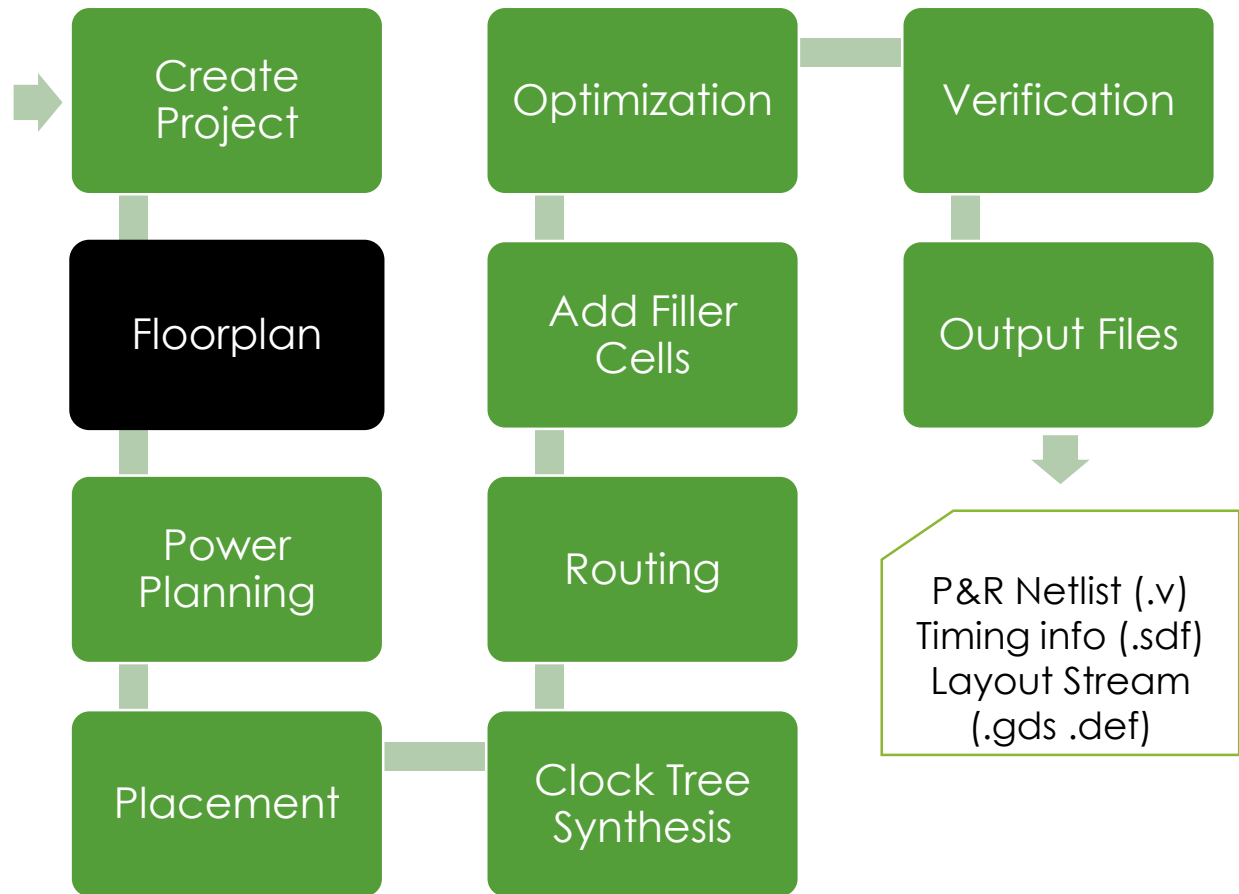 Create
Project
Floorplan
Power
Planning
Placement
Clock Tree
Synthesis
Routing
Add Filler
Cells
Optimization
Verification
Output Files
P&R Netlist (.v)
Timing info (.sdf)
Layout Stream
(.gds .def)